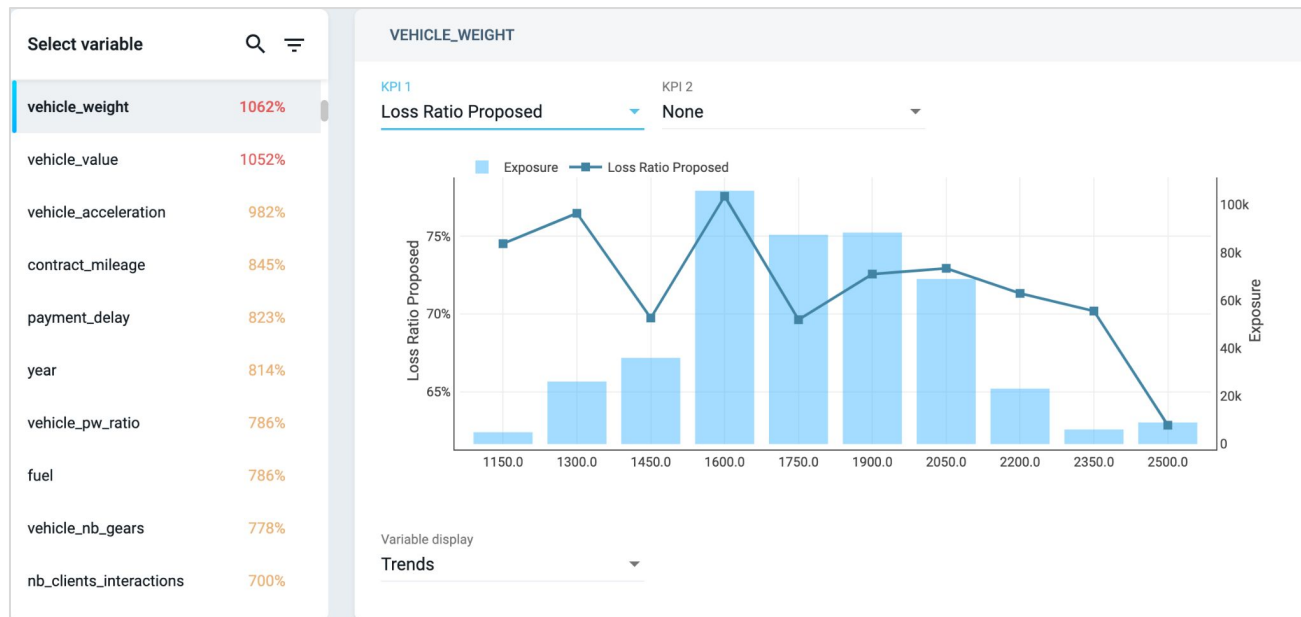 Select variable
vehicle_weight 1062%
vehicle_value 1052%
vehicle_acceleration 982%
contract_mileage 845%
payment_delay 823%
year 814%
vehicle_pw_ratio 786%
fuel 786%
vehicle_nb_gears 778%
nb_clients_interactions 700%
VEHICLE_WEIGHT
KPI 1
Loss Ratio Proposed
KPI 2
None
Exposure Loss Ratio Proposed
Loss Ratio Proposed
75%
70%
65%
100k
80k
60k
40k
20k
0
Exposure
1150.0 1300.0 1450.0 1600.0 1750.0 1900.0 2050.0 2200.0 2350.0 2500.0
Variable display
Trends